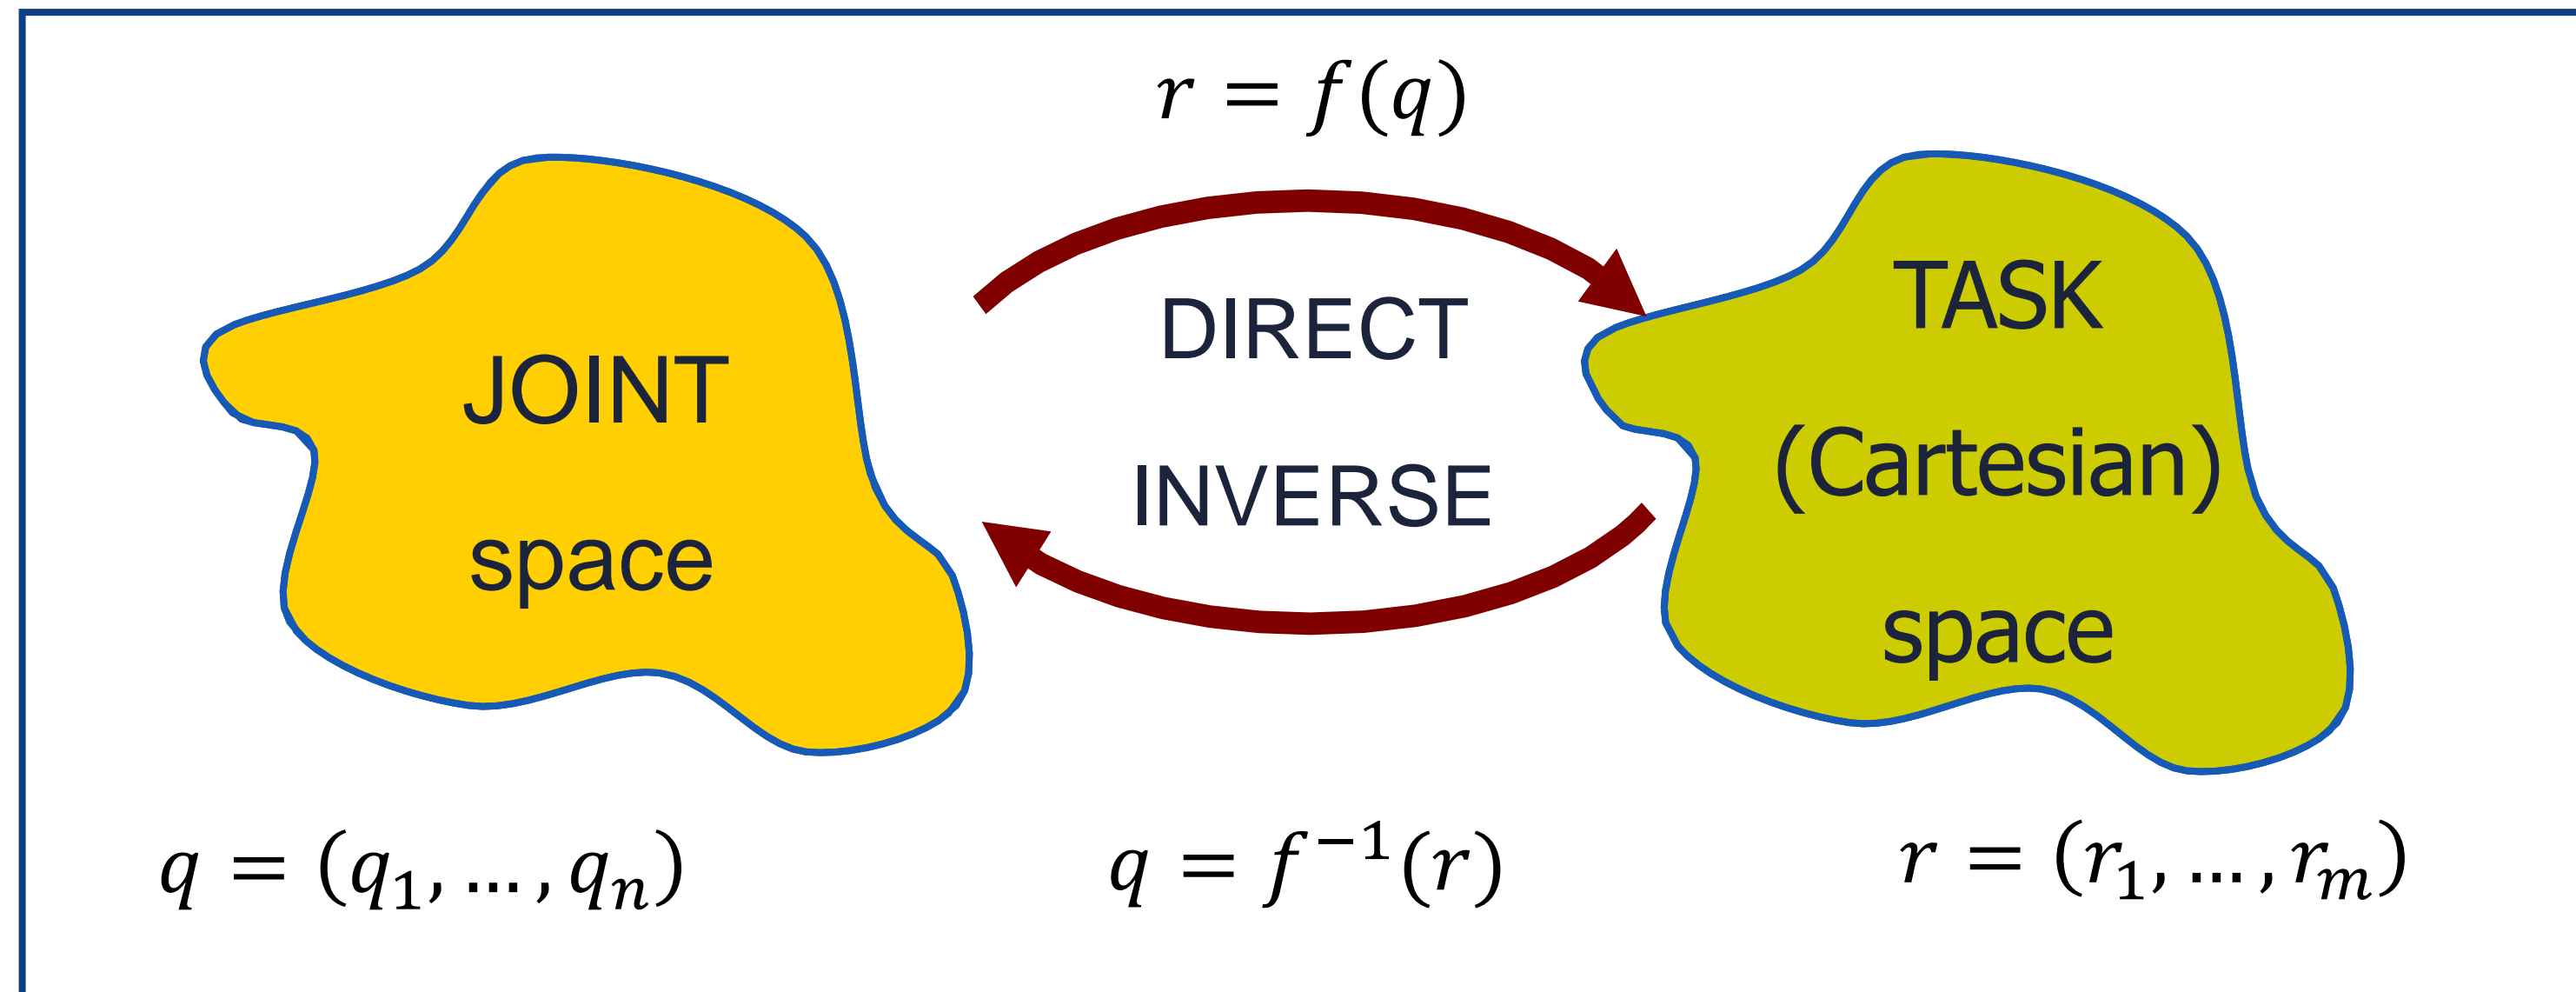 r = f(q)
JOINT
space
DIRECT
INVERSE
TASK
(Cartesian)
space
q = (q₁, … , qₙ)
q = f⁻¹(r)
r = (r₁, … , rₘ)